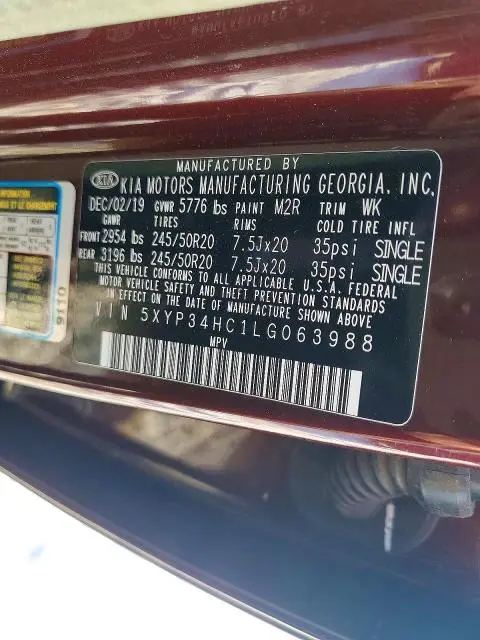 MANUFACTURED BY
KIA KIA MOTORS MANUFACTURING GEORGIA, INC.
DEC/02/19 GVWR 5776 lbs PAINT M2R TRIM WK
GAWR TIRES RIMS COLD TIRE INFL
FRONT 2954 lbs 245/50R20 7.5Jx20 35psi SINGLE
REAR 3196 lbs 245/50R20 7.5Jx20 35psi SINGLE
THIS VEHICLE CONFORMS TO ALL APPLICABLE U.S.A. FEDERAL
MOTOR VEHICLE SAFETY AND THEFT PREVENTION STANDARDS
IN EFFECT ON THE DATE OF MANUFACTURE SHOWN ABOVE
VIN 5XYP34HC1LG063988
MPV
9110